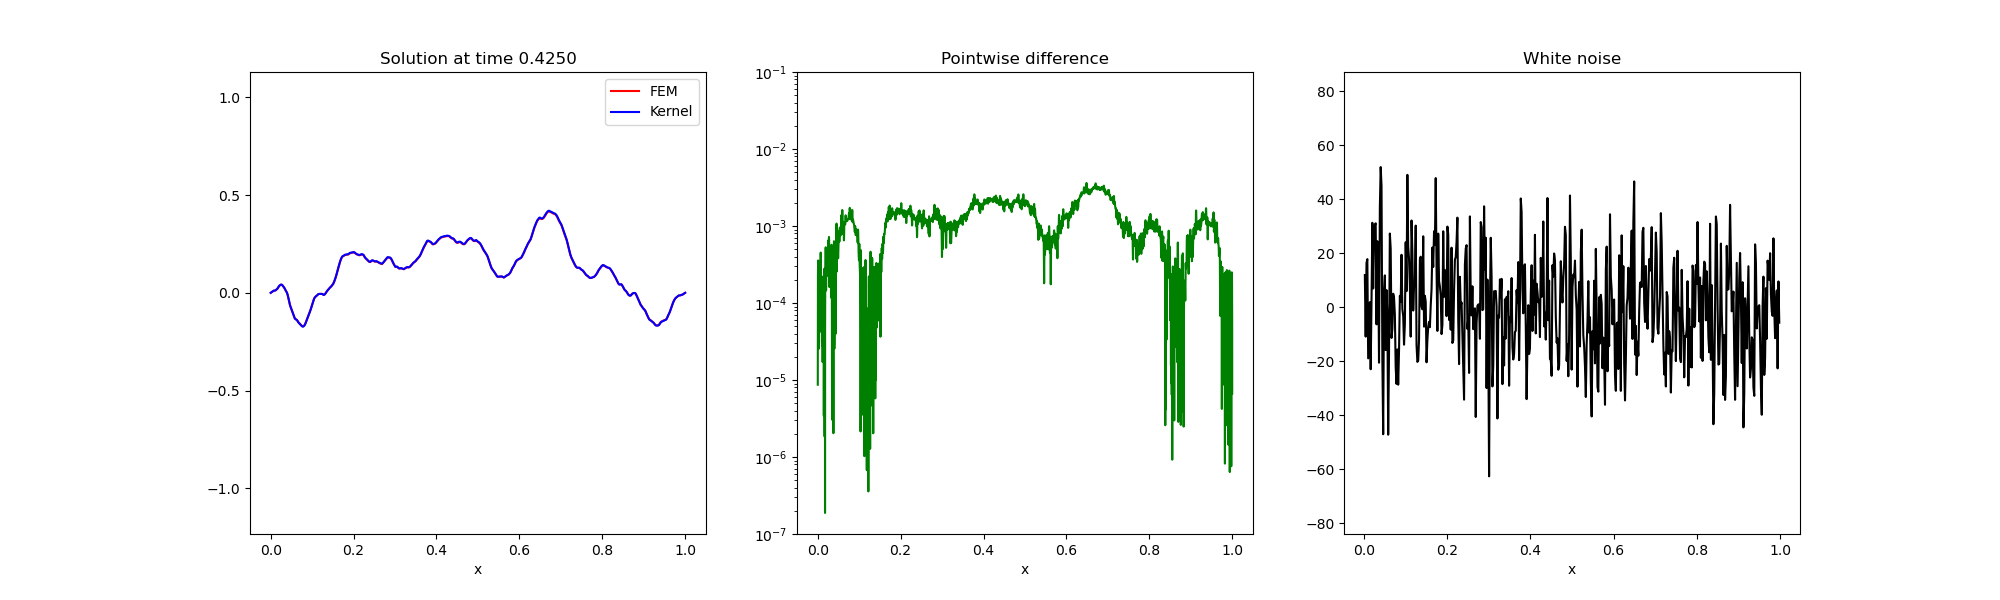 Solution at time 0.4250
1.0
0.5
0.0
−0.5
−1.0
0.0 0.2 0.4 0.6 0.8 1.0
x
FEM
Kernel
Pointwise difference
10⁻¹
10⁻²
10⁻³
10⁻⁴
10⁻⁵
10⁻⁶
10⁻⁷
0.0 0.2 0.4 0.6 0.8 1.0
x
White noise
80
60
40
20
0
−20
−40
−60
−80
0.0 0.2 0.4 0.6 0.8 1.0
x